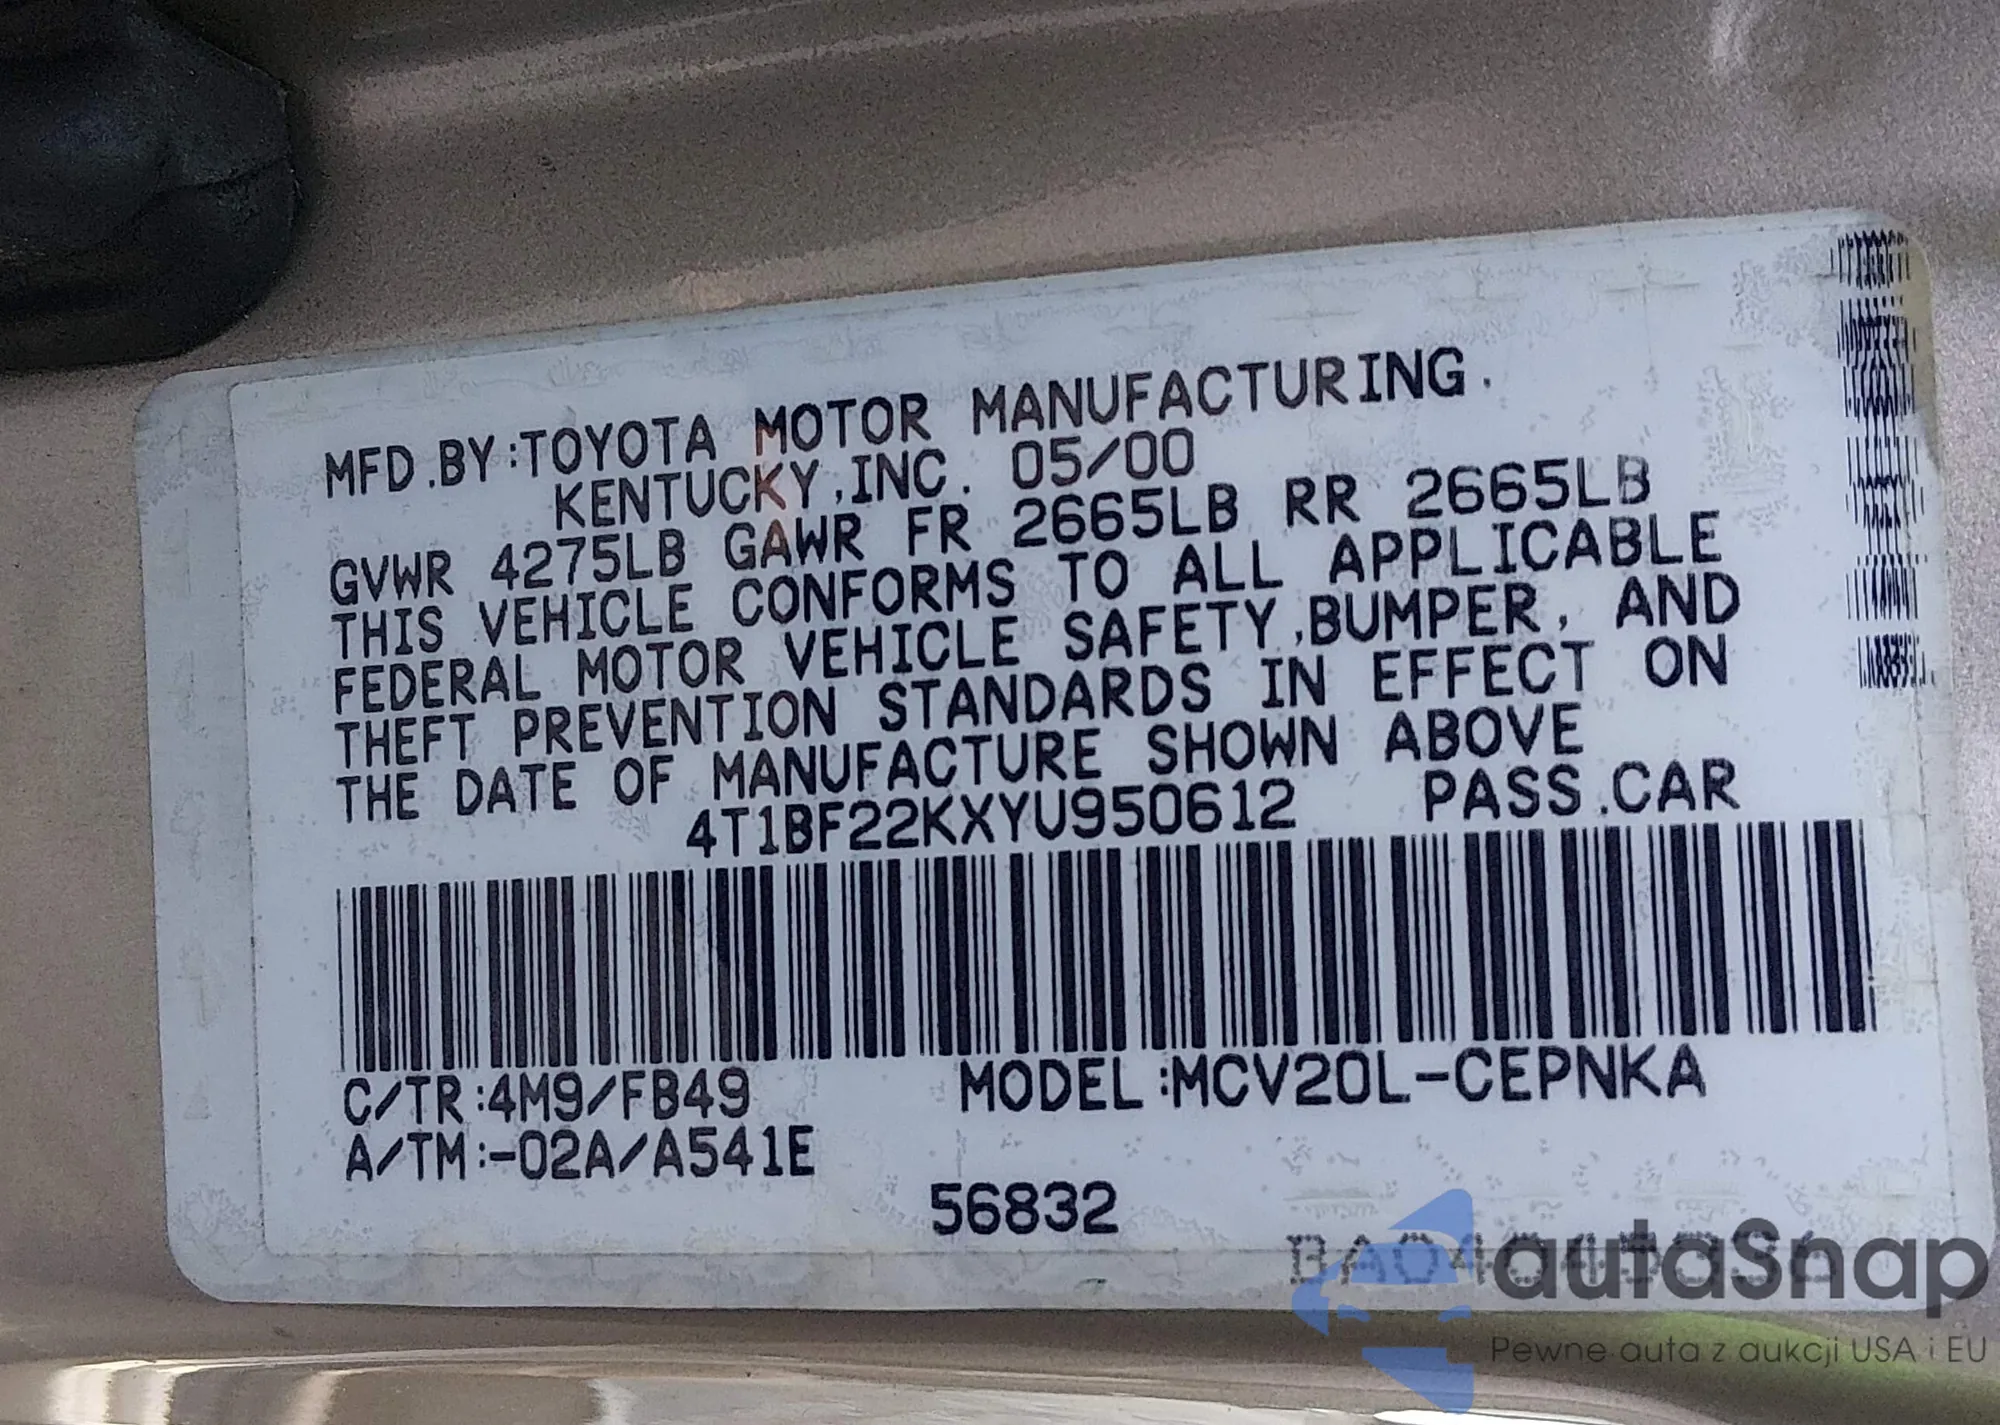 MFD.BY:TOYOTA MOTOR MANUFACTURING.
KENTUCKY,INC. 05/00
GVWR 4275LB GAWR FR 2665LB RR 2665LB
THIS VEHICLE CONFORMS TO ALL APPLICABLE
FEDERAL MOTOR VEHICLE SAFETY,BUMPER, AND
THEFT PREVENTION STANDARDS IN EFFECT ON
THE DATE OF MANUFACTURE SHOWN ABOVE
4T1BF22KXYU950612 PASS.CAR
C/TR:4M9/FB49 MODEL:MCV20L-CEPNKA
A/TM:-02A/A541E
56832
autaSnap
Pewne auta z aukcji USA i EU